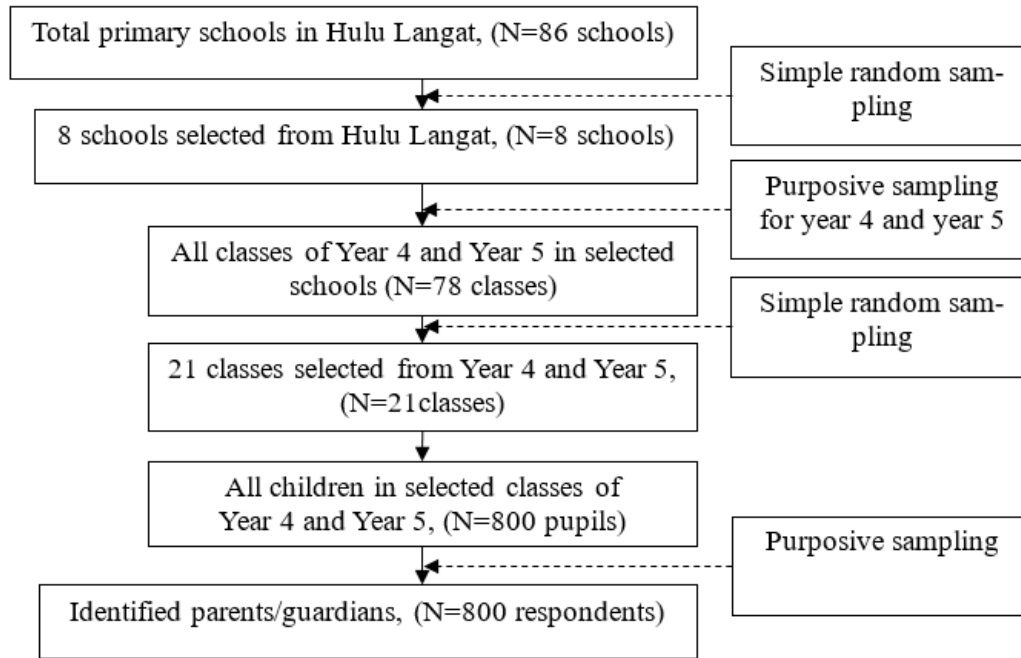 Total primary schools in Hulu Langat, (N=86 schools)
Simple random sam-
pling
8 schools selected from Hulu Langat, (N=8 schools)
Purposive sampling
for year 4 and year 5
All classes of Year 4 and Year 5 in selected
schools (N=78 classes)
Simple random sam-
pling
21 classes selected from Year 4 and Year 5,
(N=21classes)
All children in selected classes of
Year 4 and Year 5, (N=800 pupils)
Purposive sampling
Identified parents/guardians, (N=800 respondents)